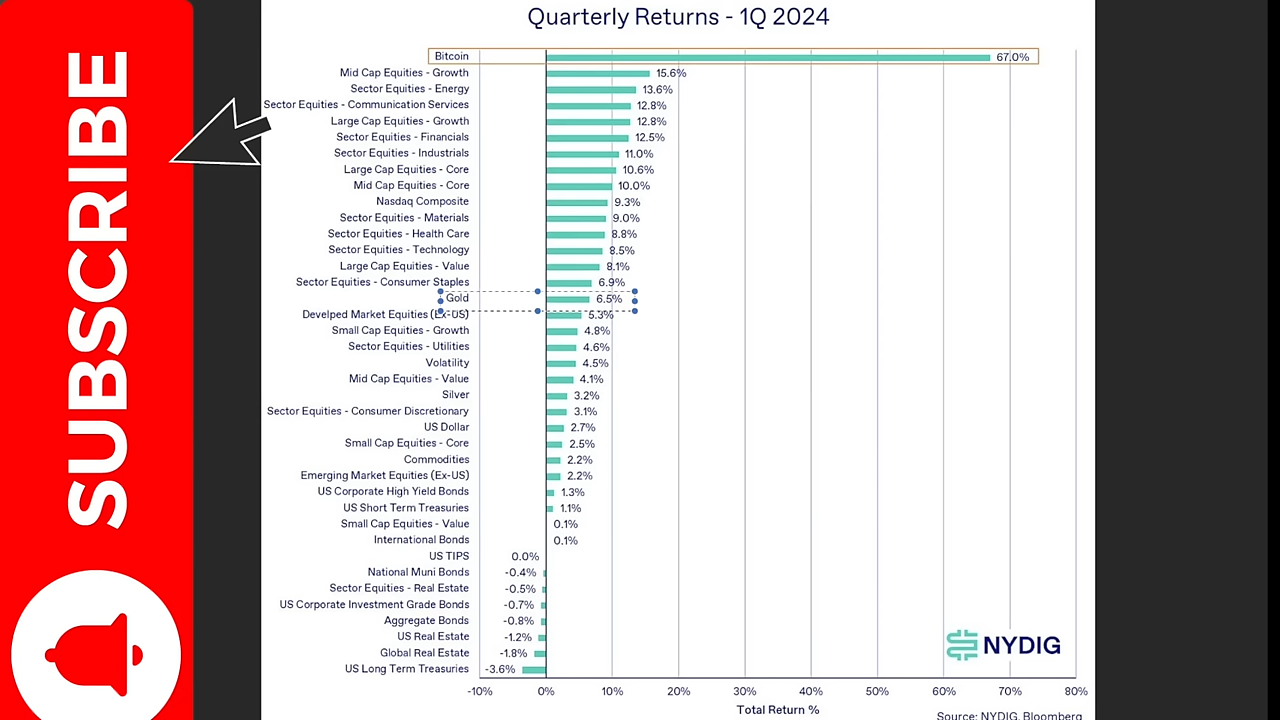 SUBSCRIBE
Quarterly Returns - 1Q 2024
Bitcoin 67.0%
Mid Cap Equities - Growth 15.6%
Sector Equities - Energy 13.6%
Sector Equities - Communication Services 12.8%
Large Cap Equities - Growth 12.8%
Sector Equities - Financials 12.5%
Sector Equities - Industrials 11.0%
Large Cap Equities - Core 10.6%
Mid Cap Equities - Core 10.0%
Nasdaq Composite 9.3%
Sector Equities - Materials 9.0%
Sector Equities - Health Care 8.8%
Sector Equities - Technology 8.5%
Large Cap Equities - Value 8.1%
Sector Equities - Consumer Staples 6.9%
Gold 6.5%
Develped Market Equities (Ex-US) 5.3%
Small Cap Equities - Growth 4.8%
Sector Equities - Utilities 4.6%
Volatility 4.5%
Mid Cap Equities - Value 4.1%
Silver 3.2%
Sector Equities - Consumer Discretionary 3.1%
US Dollar 2.7%
Small Cap Equities - Core 2.5%
Commodities 2.2%
Emerging Market Equities (Ex-US) 2.2%
US Corporate High Yield Bonds 1.3%
US Short Term Treasuries 1.1%
Small Cap Equities - Value 0.1%
International Bonds 0.1%
US TIPS 0.0%
National Muni Bonds -0.4%
Sector Equities - Real Estate -0.5%
US Corporate Investment Grade Bonds -0.7%
Aggregate Bonds -0.8%
US Real Estate -1.2%
Global Real Estate -1.8%
US Long Term Treasuries -3.6%
NYDIG
-10% 0% 10% 20% 30% 40% 50% 60% 70% 80%
Total Return %
Source: NYDIG, Bloomberg